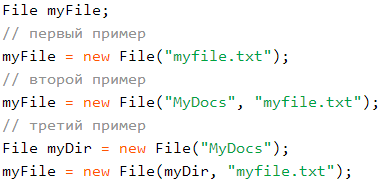 File myFile;
// первый пример
myFile = new File("myfile.txt");
// второй пример
myFile = new File("MyDocs", "myfile.txt");
// третий пример
File myDir = new File("MyDocs");
myFile = new File(myDir, "myfile.txt");